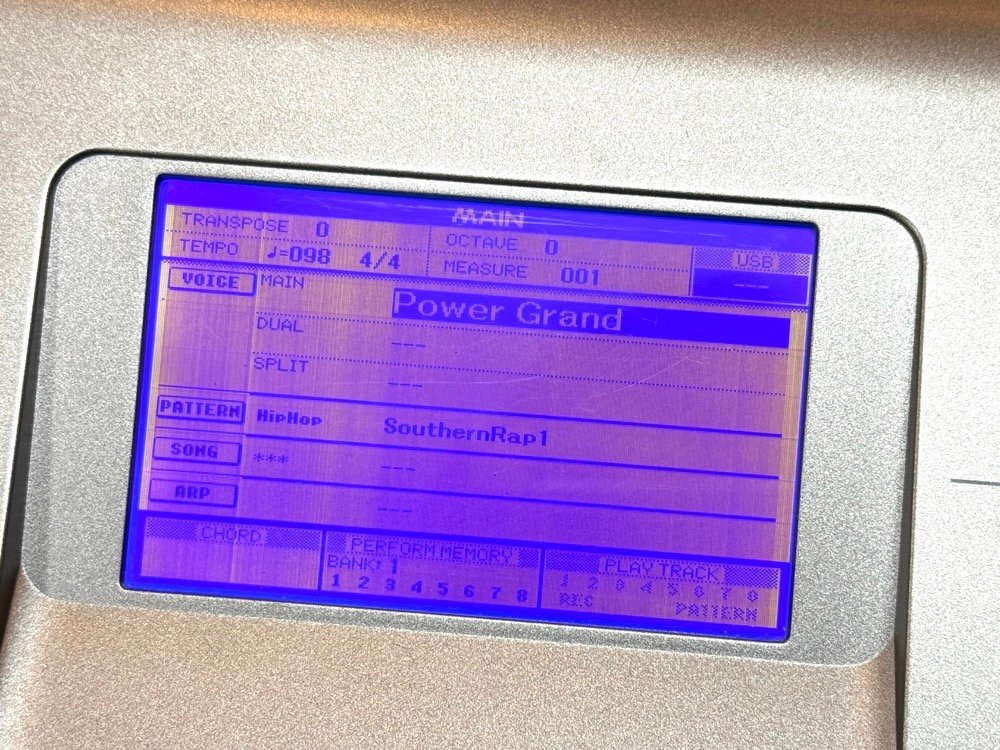 MAIN
TRANSPOSE 0 OCTAVE 0
TEMPO ♩=098 4/4 MEASURE 001
USB
---
VOICE MAIN Power Grand
DUAL ---
SPLIT ---
PATTERN HipHop SouthernRap1
SONG *** ---
ARP ---
CHORD PERFORM MEMORY PLAY TRACK
BANK: 1
1 2 3 4 5 6 7 8 1 2 3 4 5 6 7 8
REC PATTERN